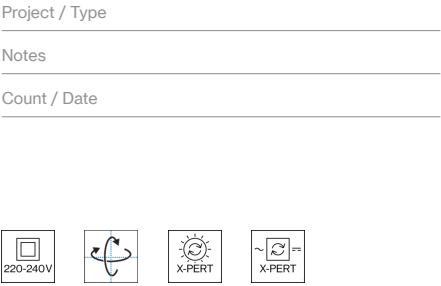 Project / Type
Notes
Count / Date
220-240V
X-PERT
X-PERT